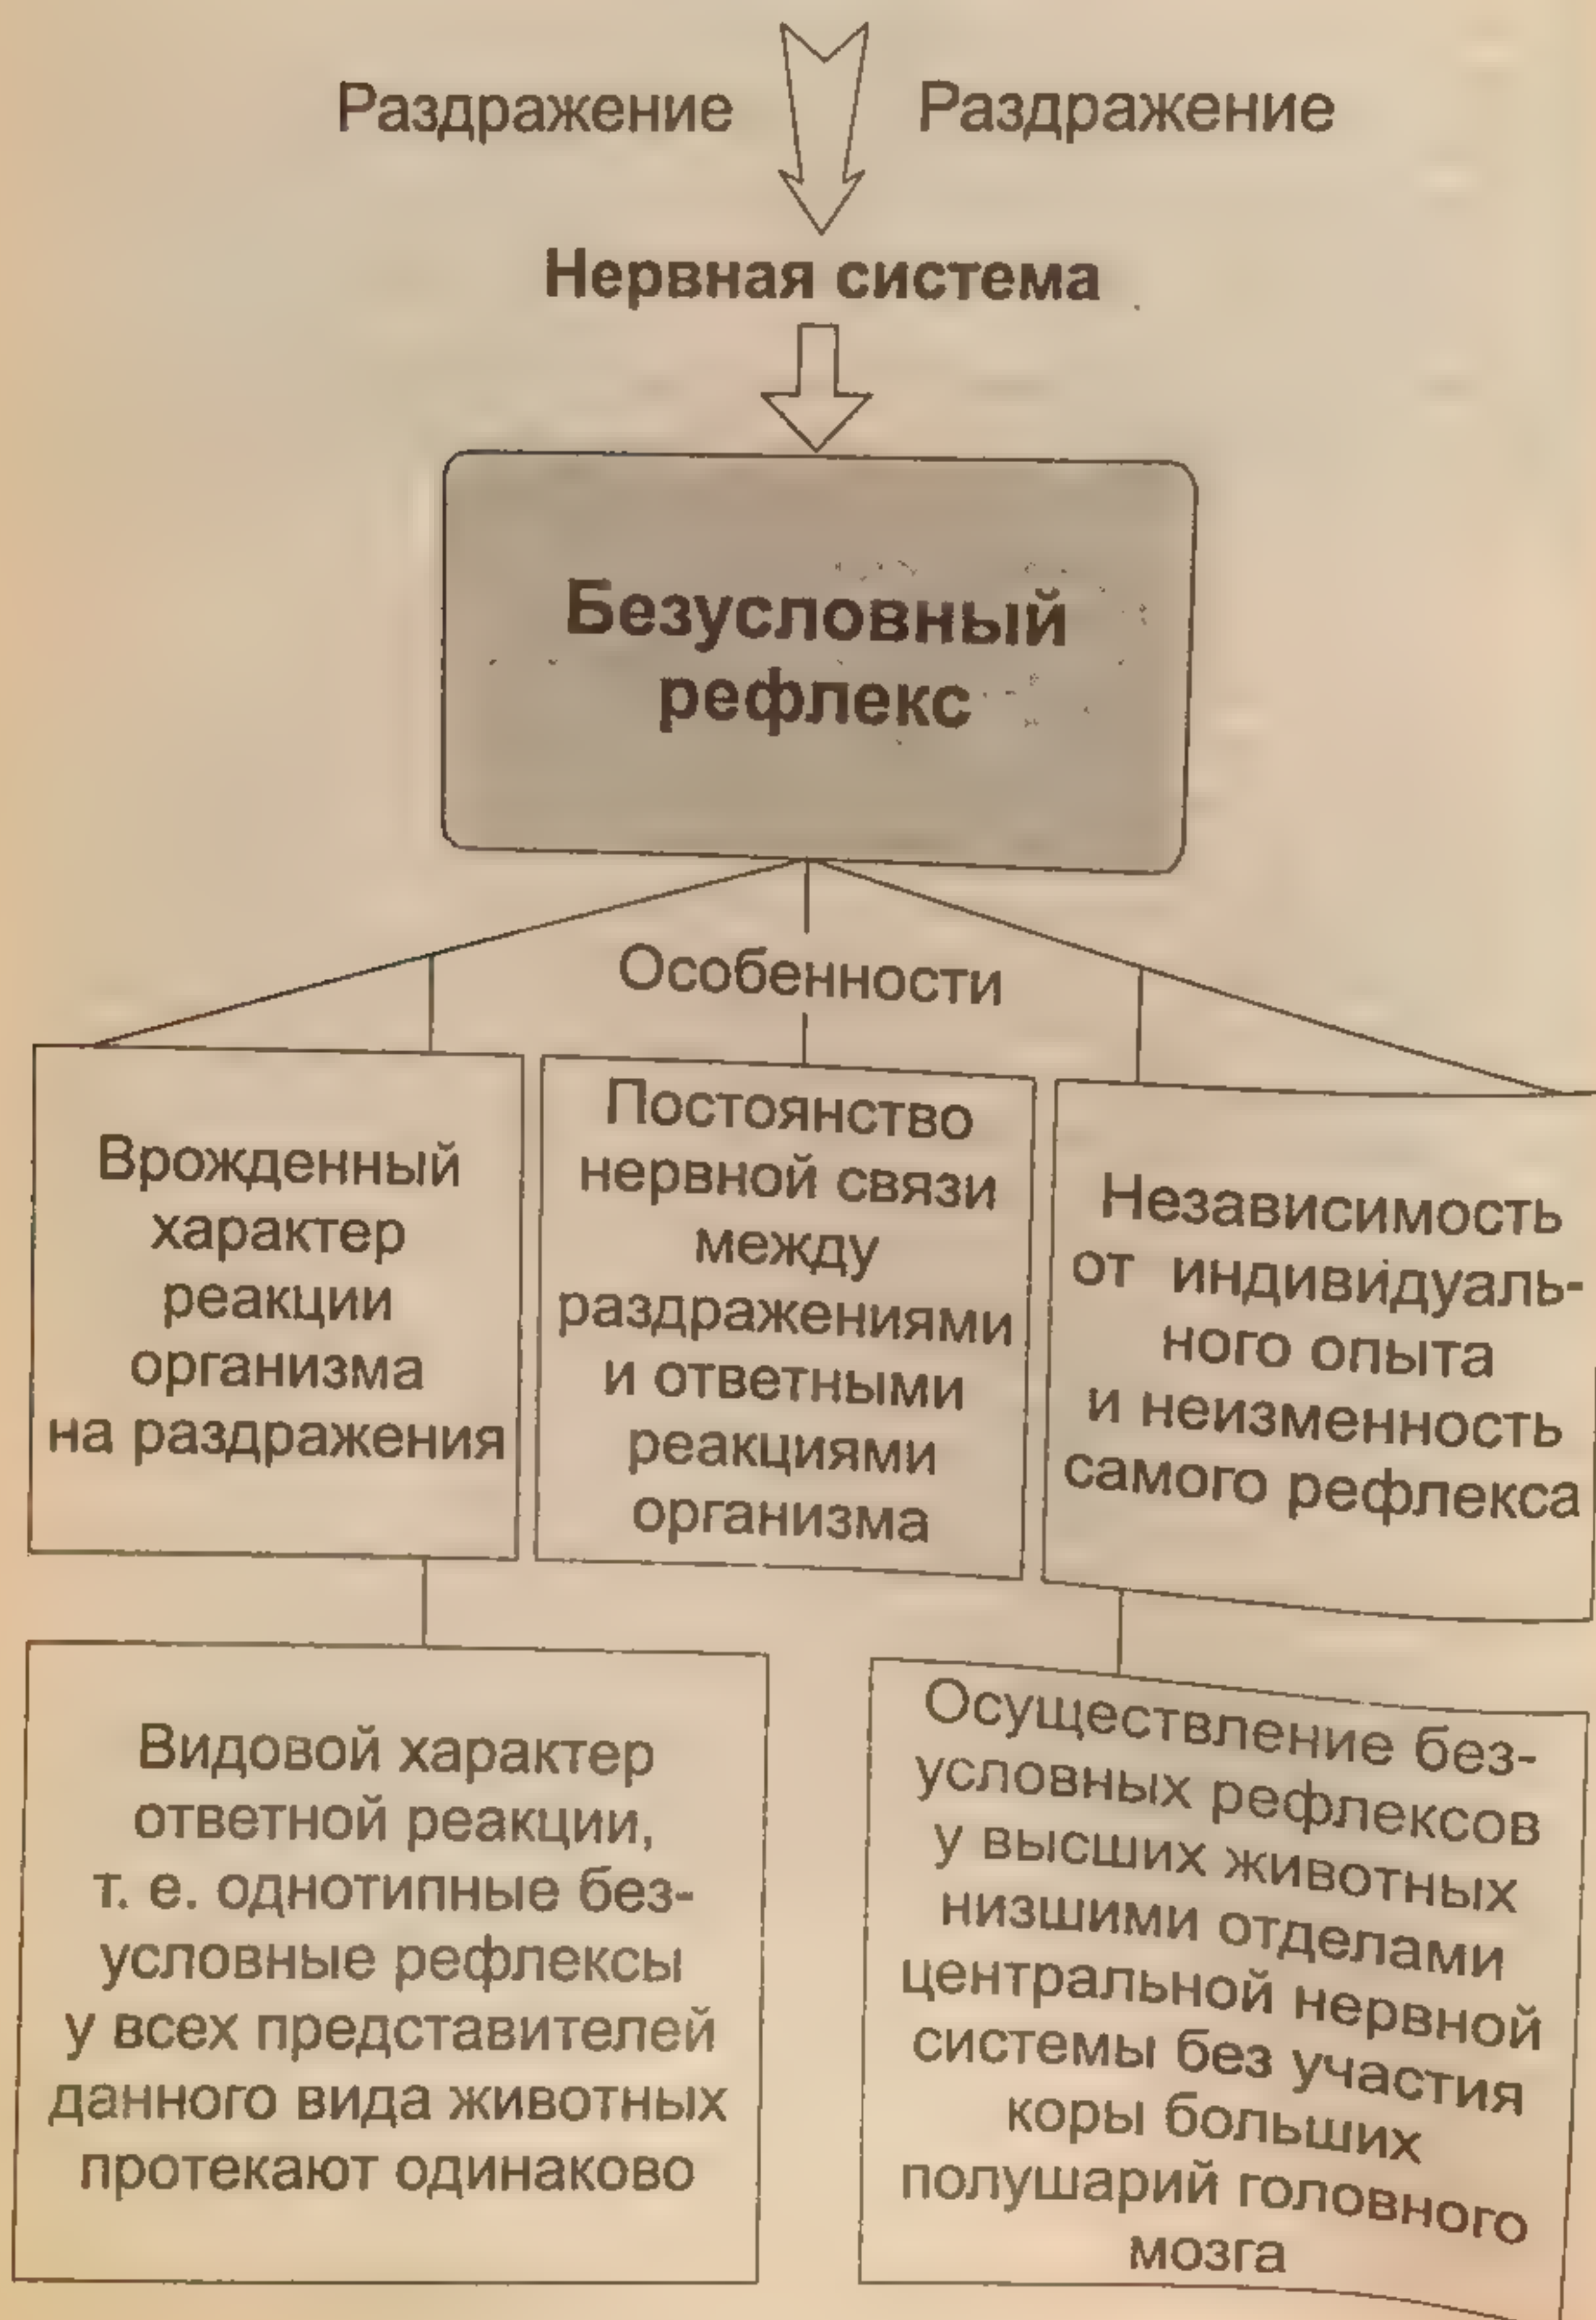 Раздражение Раздражение
Нервная система
Безусловный
рефлекс
Особенности
Врожденный
характер
реакции
организма
на раздражения
Постоянство
нервной связи
между
раздражениями
и ответными
реакциями
организма
Независимость
от индивидуаль-
ного опыта
и неизменность
самого рефлекса
Видовой характер
ответной реакции,
т. е. однотипные без-
условные рефлексы
у всех представителей
данного вида животных
протекают одинаково
Осуществление без-
условных рефлексов
у высших животных
низшими отделами
центральной нервной
системы без участия
коры больших
полушарий головного
мозга